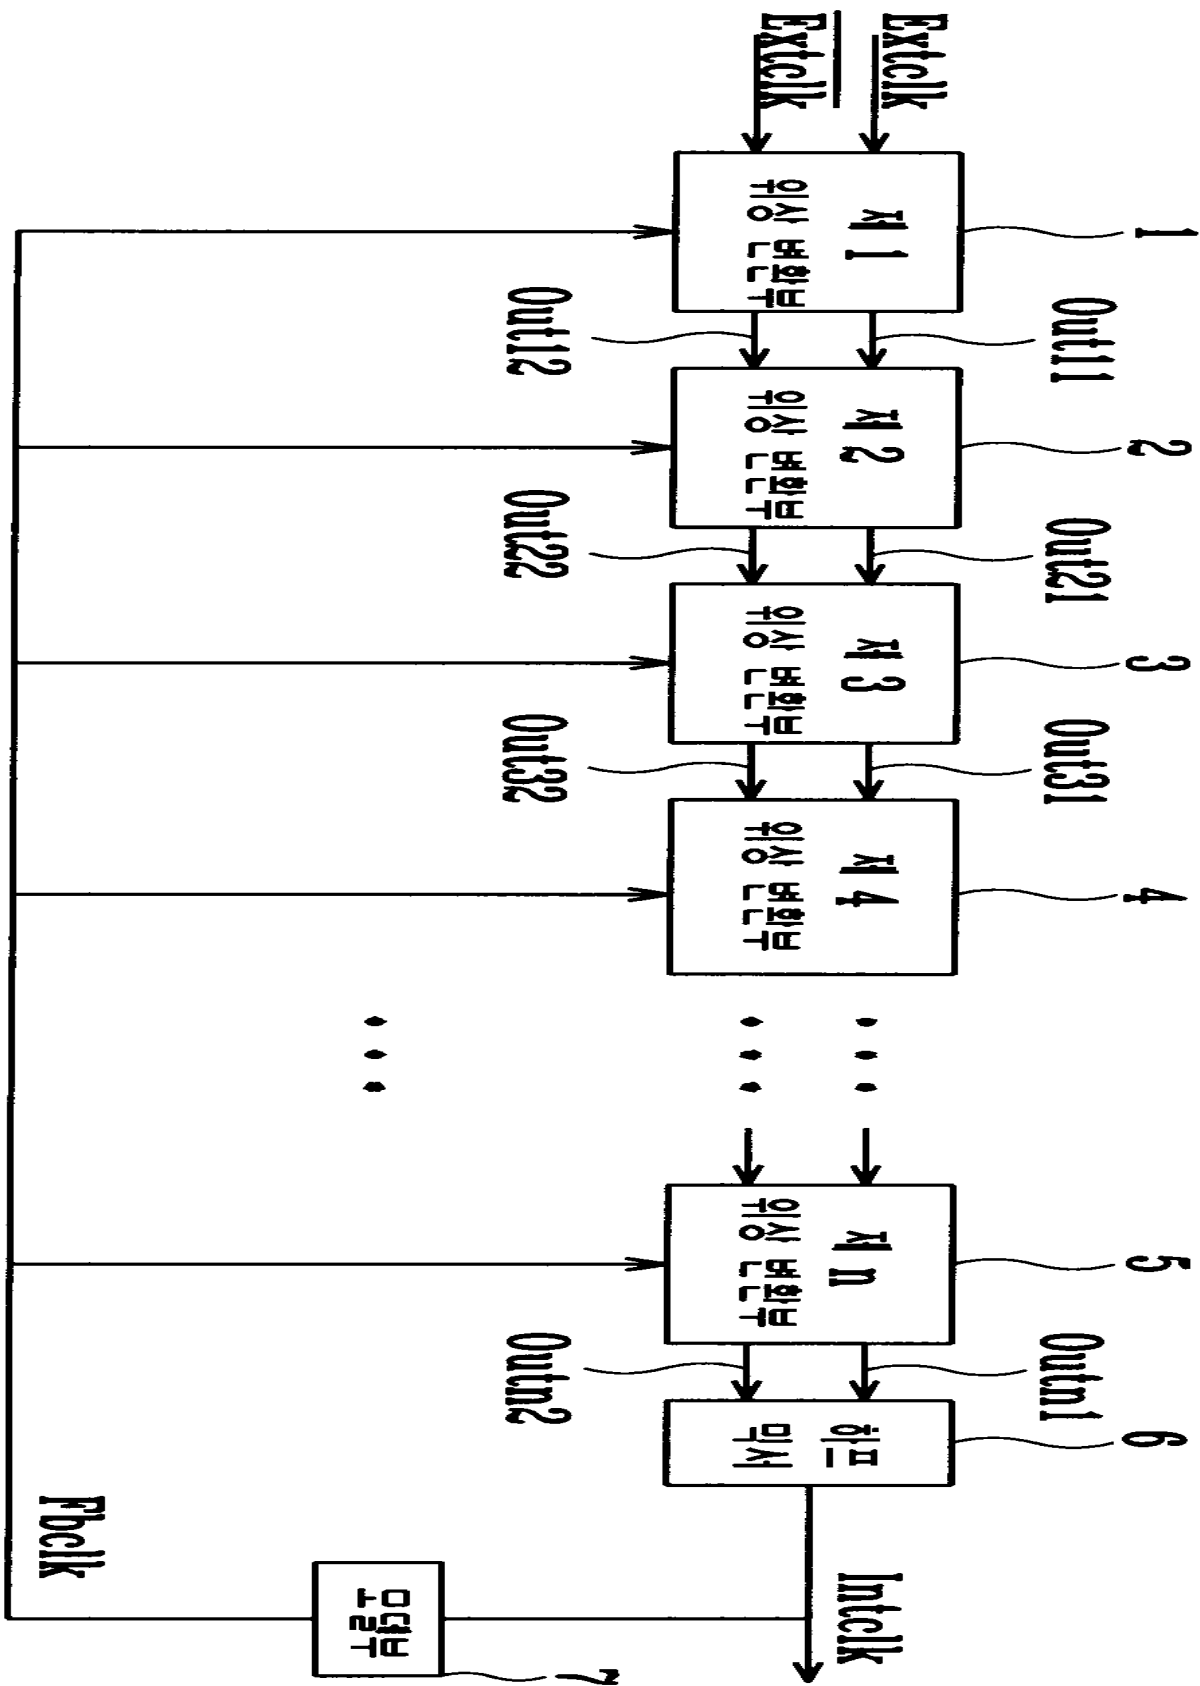 1
2
3
4
5
6
Out11
Out21
Out31
Outn1
Extclk
Extclk
제1
위상 변환부
제2
위상 변환부
제3
위상 변환부
제4
위상 변환부
제n
위상 변환부
하프
믹서
Intclk
Out12
Out22
Out32
Outn2
모델부
7
Fbclk